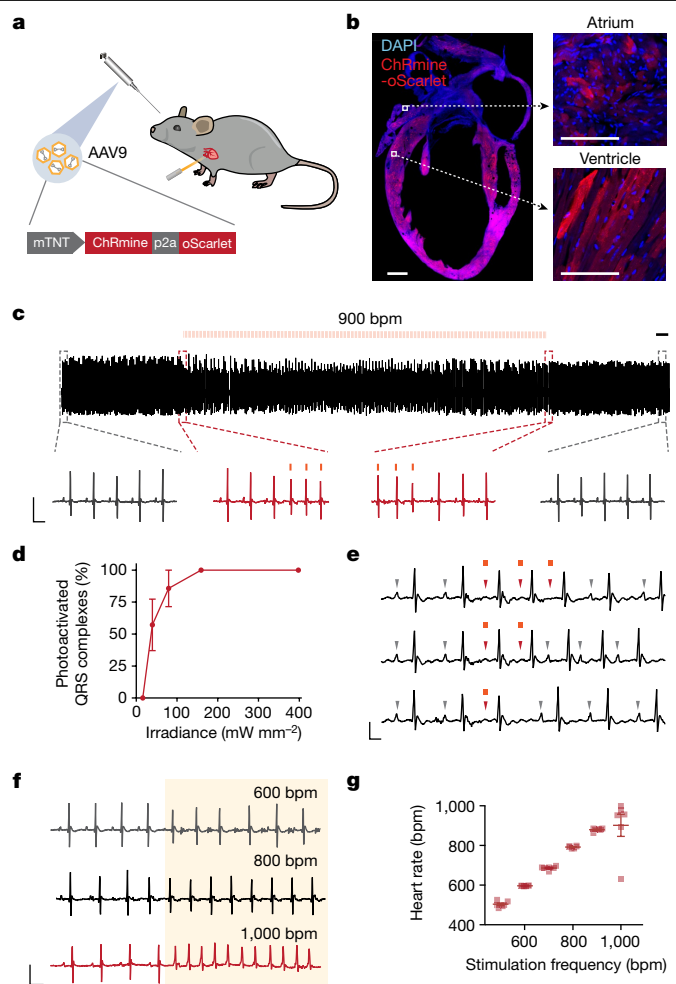 a
AAV9
mTNT ChRmine p2a oScarlet
b
DAPI
ChRmine
-oScarlet
Atrium
Ventricle
c
900 bpm
d
Photoactivated
QRS complexes (%)
100
75
50
25
0
0 100 200 300 400
Irradiance (mW mm⁻²)
e
f
600 bpm
800 bpm
1,000 bpm
g
Heart rate (bpm)
1,000
800
600
400
600 800 1,000
Stimulation frequency (bpm)